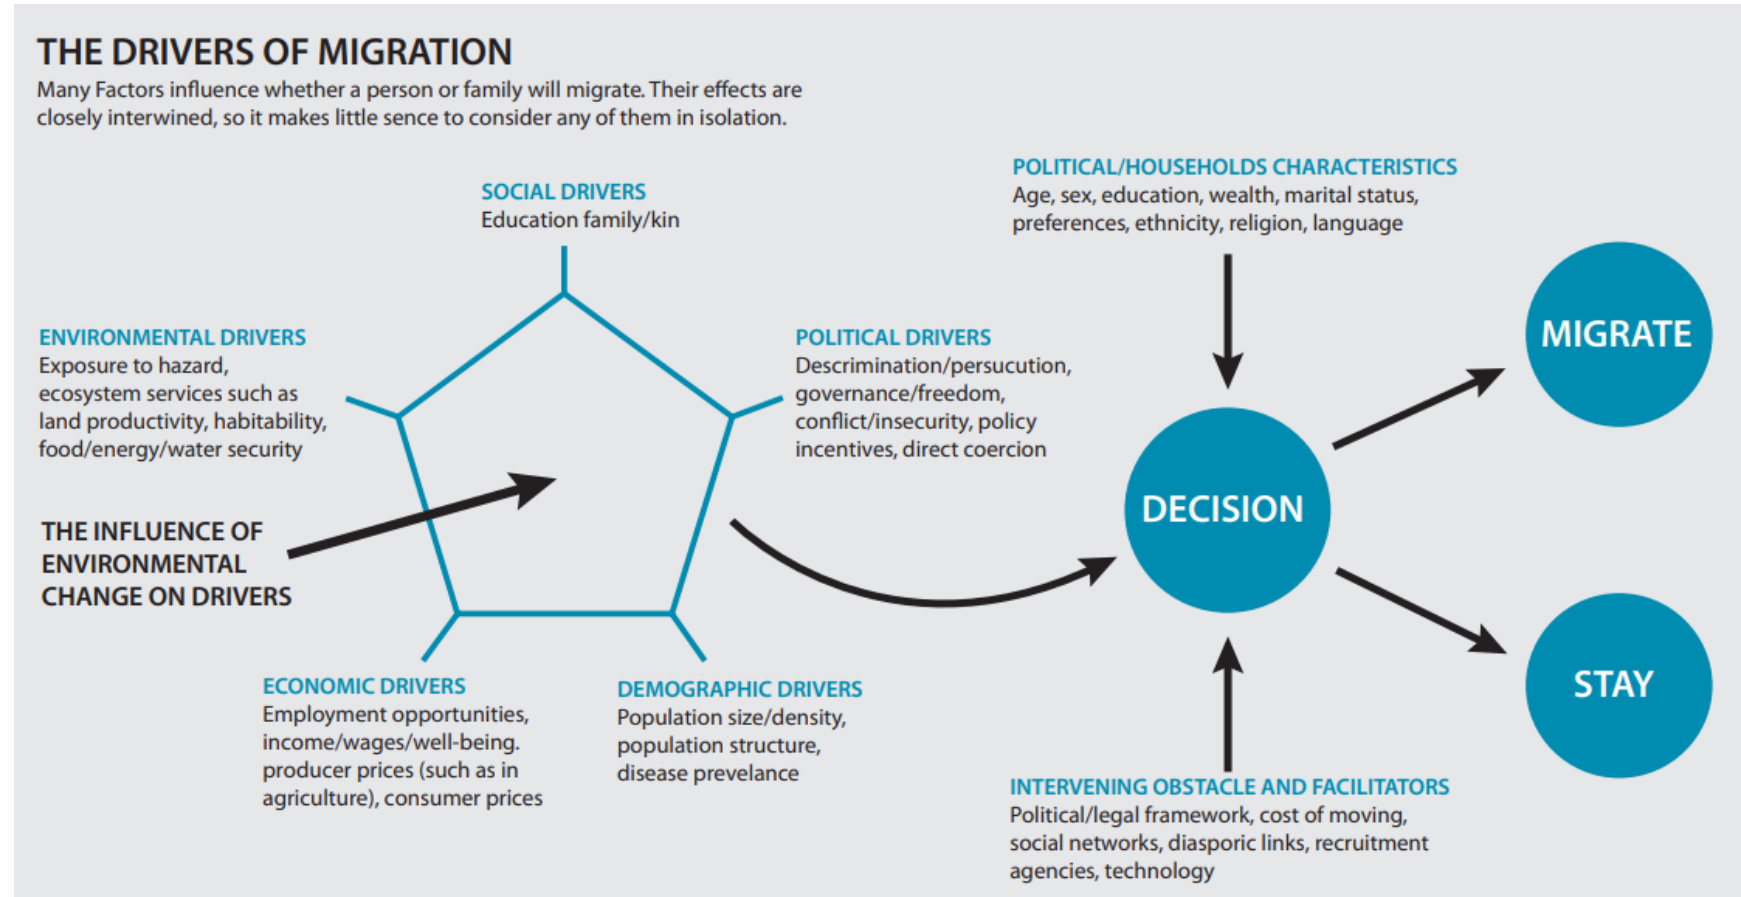 THE DRIVERS OF MIGRATION
Many Factors influence whether a person or family will migrate. Their effects are
closely interwined, so it makes little sence to consider any of them in isolation.
SOCIAL DRIVERS
Education family/kin
ENVIRONMENTAL DRIVERS
Exposure to hazard,
ecosystem services such as
land productivity, habitability,
food/energy/water security
POLITICAL DRIVERS
Descrimination/persucution,
governance/freedom,
conflict/insecurity, policy
incentives, direct coercion
THE INFLUENCE OF
ENVIRONMENTAL
CHANGE ON DRIVERS
ECONOMIC DRIVERS
Employment opportunities,
income/wages/well-being.
producer prices (such as in
agriculture), consumer prices
DEMOGRAPHIC DRIVERS
Population size/density,
population structure,
disease prevelance
POLITICAL/HOUSEHOLDS CHARACTERISTICS
Age, sex, education, wealth, marital status,
preferences, ethnicity, religion, language
DECISION
MIGRATE
STAY
INTERVENING OBSTACLE AND FACILITATORS
Political/legal framework, cost of moving,
social networks, diasporic links, recruitment
agencies, technology